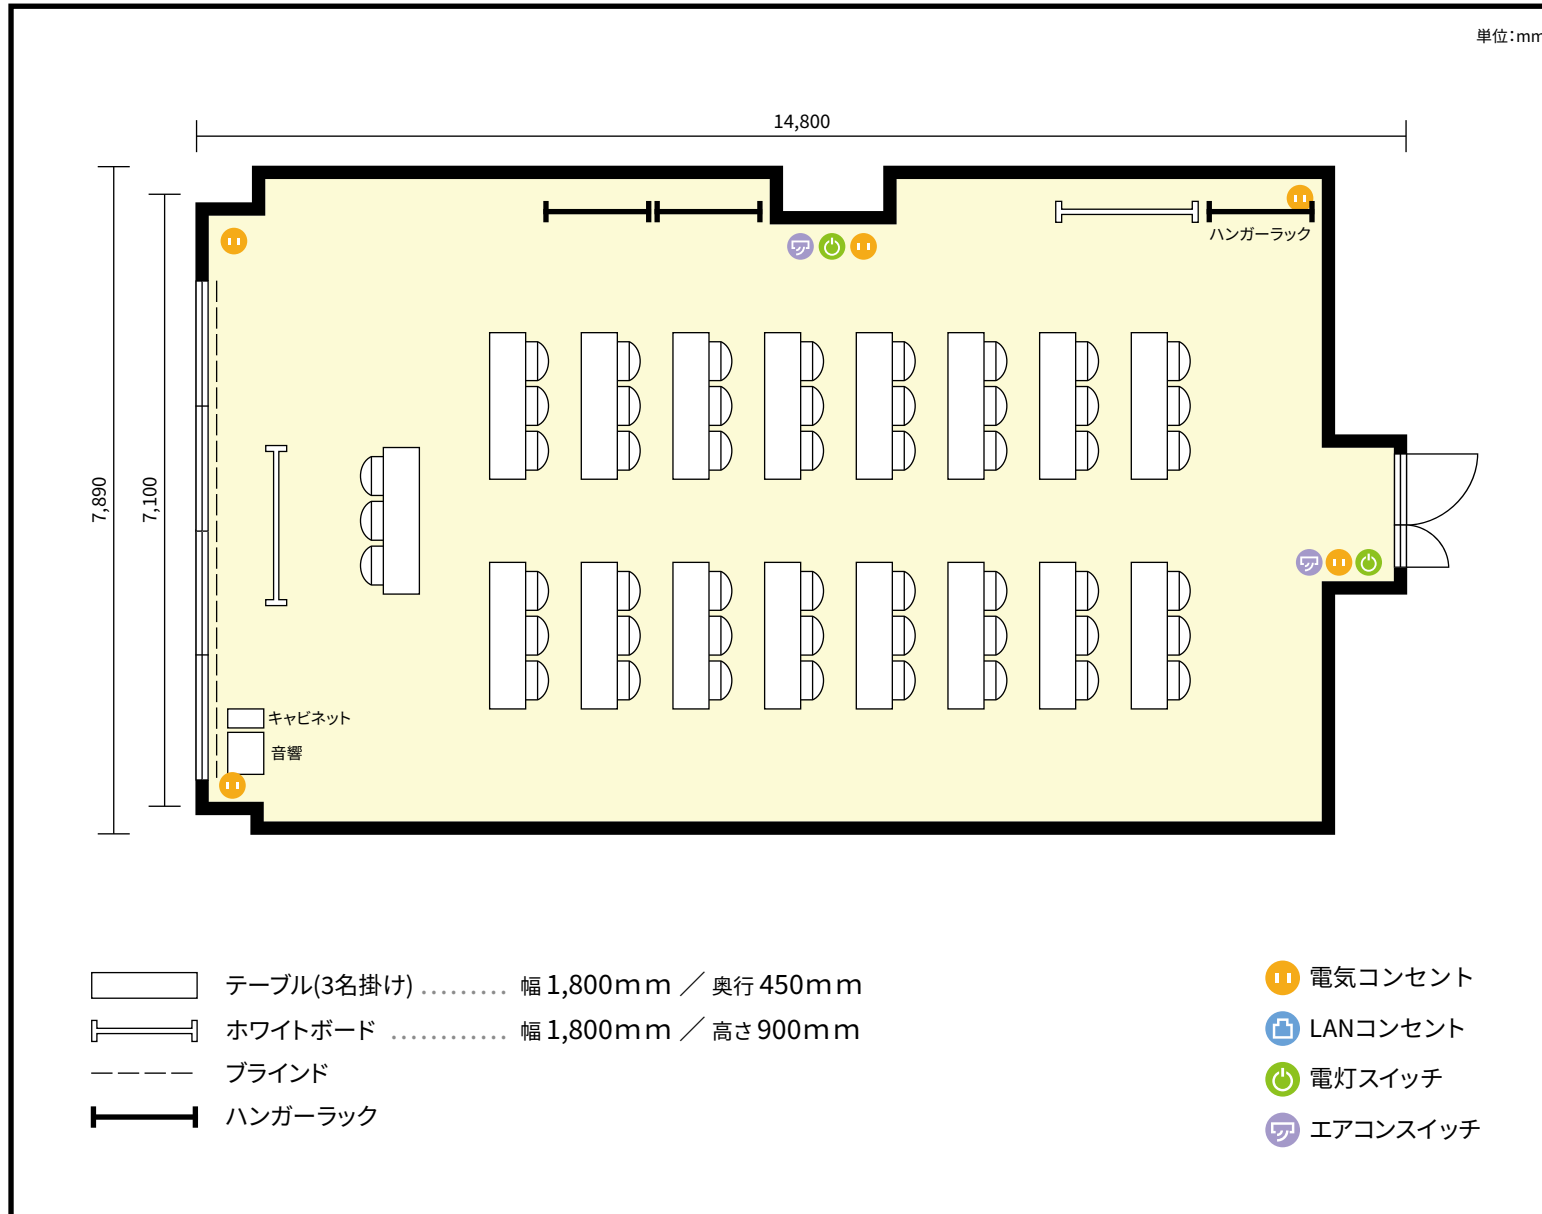 単位：mm
14,800
7,890
7,100
ハンガーラック
キャビネット
音響
テーブル(3名掛け) ......... 幅 1,800mm ／ 奥行 450mm
ホワイトボード ............ 幅 1,800mm ／ 高さ 900mm
ブラインド
ハンガーラック
電気コンセント
LANコンセント
電灯スイッチ
エアコンスイッチ